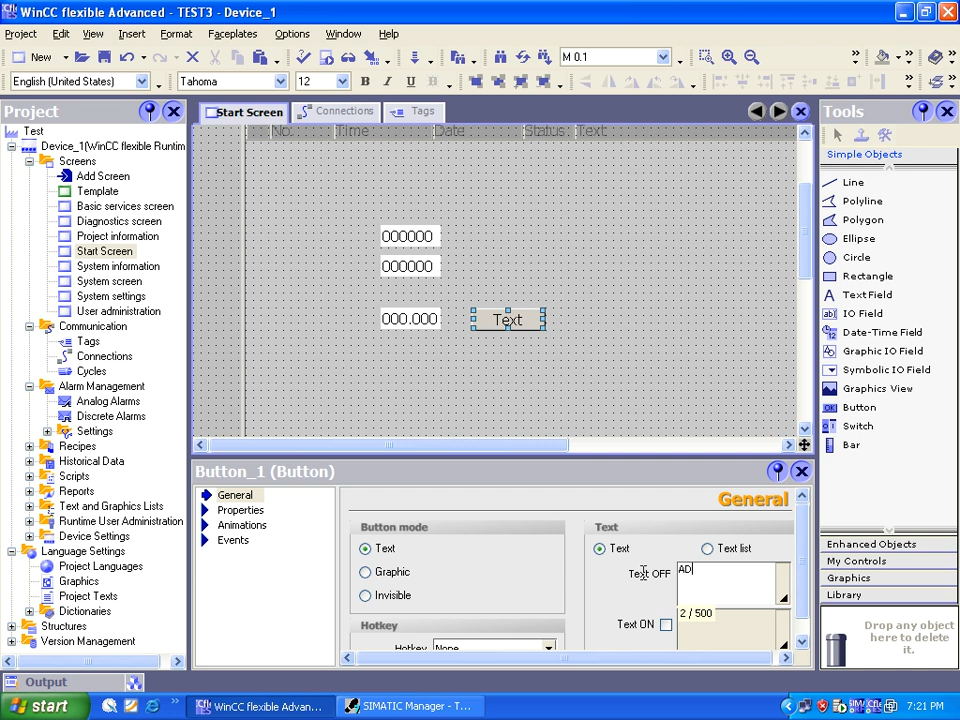 WinCC flexible Advanced - TEST3 - Device_1
Project Edit View Insert Format Faceplates Options Window Help
New M 0.1
English (United States) Tahoma 12 B I U
Project
Start Screen Connections Tags
Tools
Test
Device_1(WinCC flexible Runtim
Screens
Add Screen
Template
Basic services screen
Diagnostics screen
Project information
Start Screen
System information
System screen
System settings
User administration
Communication
Tags
Connections
Cycles
Alarm Management
Analog Alarms
Discrete Alarms
Settings
Recipes
Historical Data
Scripts
Reports
Text and Graphics Lists
Runtime User Administration
Device Settings
Language Settings
Project Languages
Graphics
Project Texts
Dictionaries
Structures
Version Management
Output
No. Time Date Status Text
000000
000000
000.000 Text
Simple Objects
Line
Polyline
Polygon
Ellipse
Circle
Rectangle
Text Field
IO Field
Date-Time Field
Graphic IO Field
Symbolic IO Field
Graphics View
Button
Switch
Bar
Enhanced Objects
My Controls
Graphics
Library
Drop any object
here to delete
it.
Button_1 (Button)
General
Properties
Animations
Events
General
Button mode
Text
Graphic
Invisible
Hotkey
Hotkey None
Text
Text Text list
Text OFF AD
2 / 500
Text ON
start WinCC flexible Advan... SIMATIC Manager - T... 7:21 PM